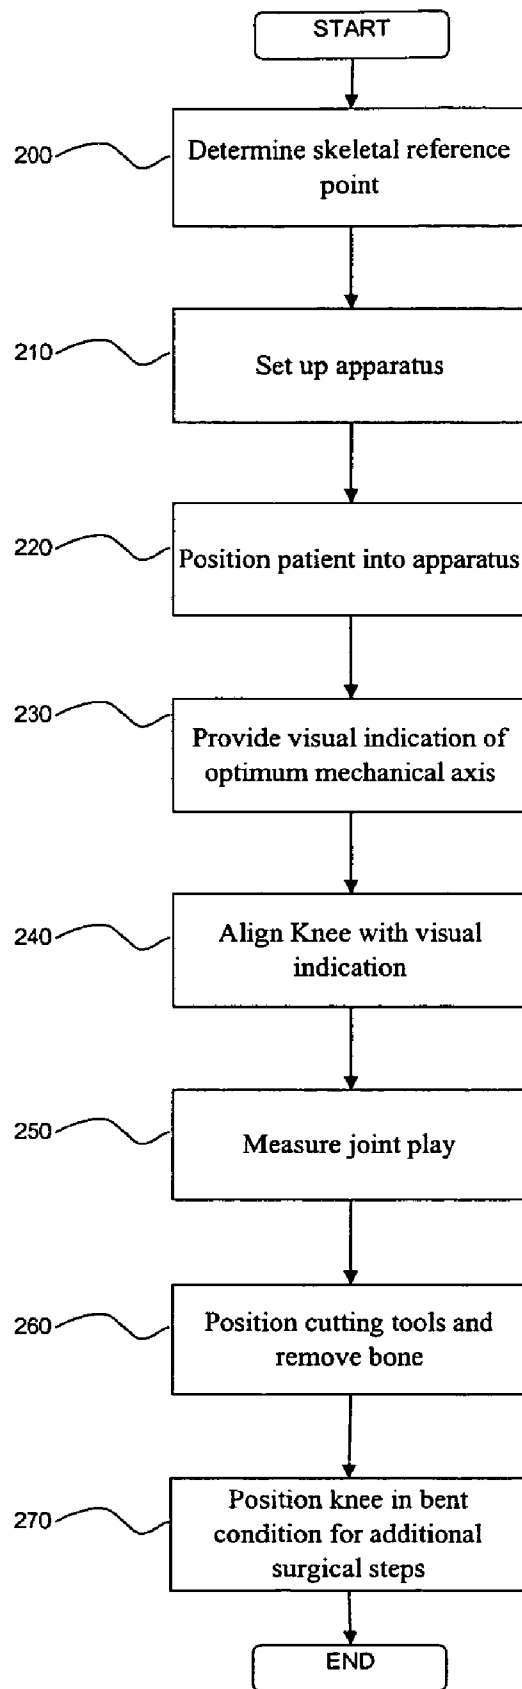 START
200
Determine skeletal reference
point
210
Set up apparatus
220
Position patient into apparatus
230
Provide visual indication of
optimum mechanical axis
240
Align Knee with visual
indication
250
Measure joint play
260
Position cutting tools and
remove bone
270
Position knee in bent
condition for additional
surgical steps
END